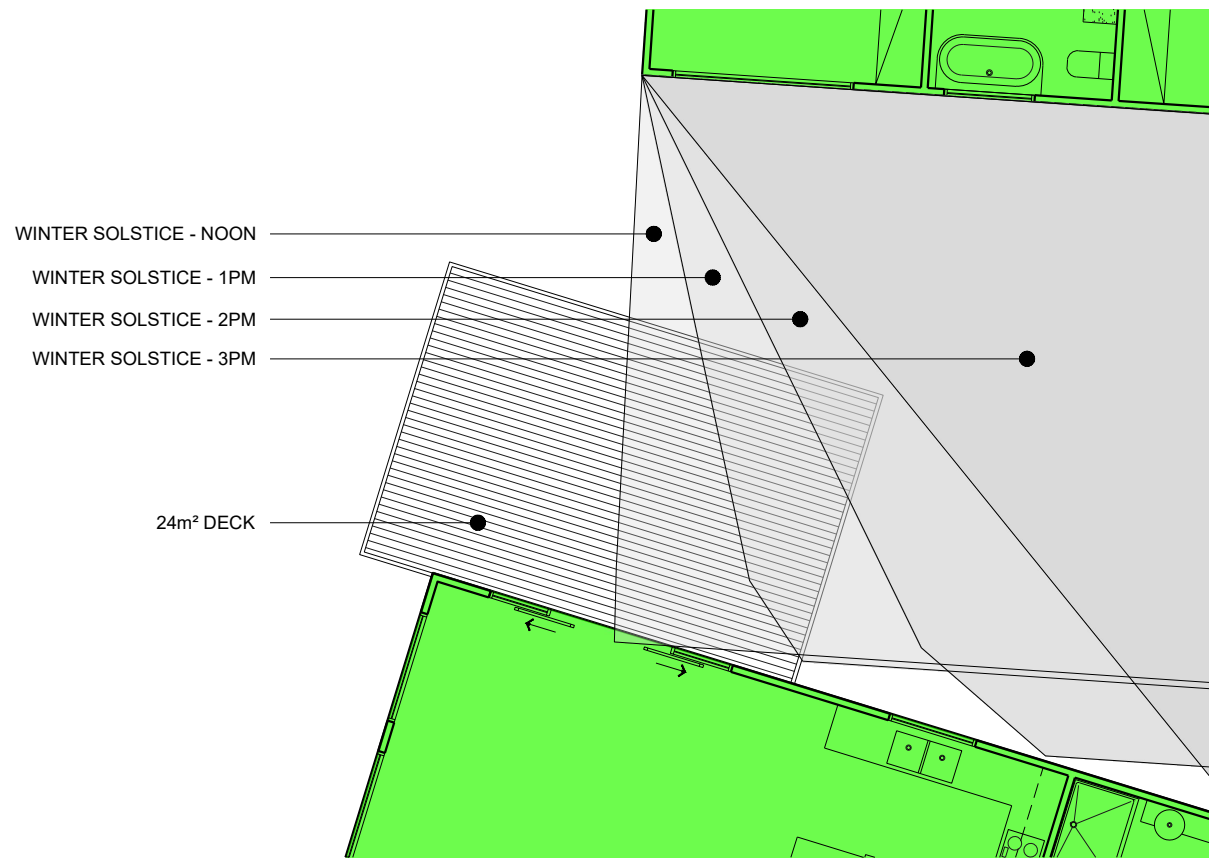 WINTER SOLSTICE - NOON
WINTER SOLSTICE - 1PM
WINTER SOLSTICE - 2PM
WINTER SOLSTICE - 3PM
24m² DECK